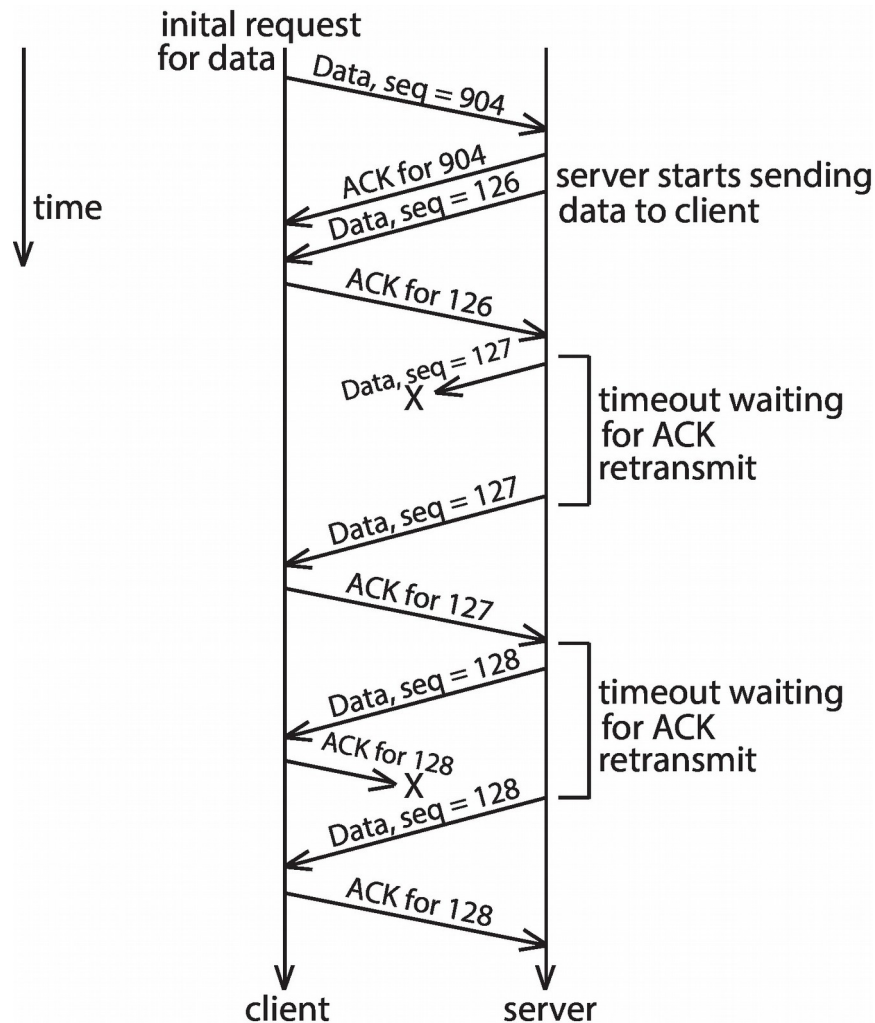 inital request
for data
Data, seq = 904
ACK for 904
Data, seq = 126
server starts sending
data to client
time
ACK for 126
Data, seq = 127
X
timeout waiting
for ACK
retransmit
Data, seq = 127
ACK for 127
Data, seq = 128
timeout waiting
for ACK
retransmit
ACK for 128
X
Data, seq = 128
ACK for 128
client
server